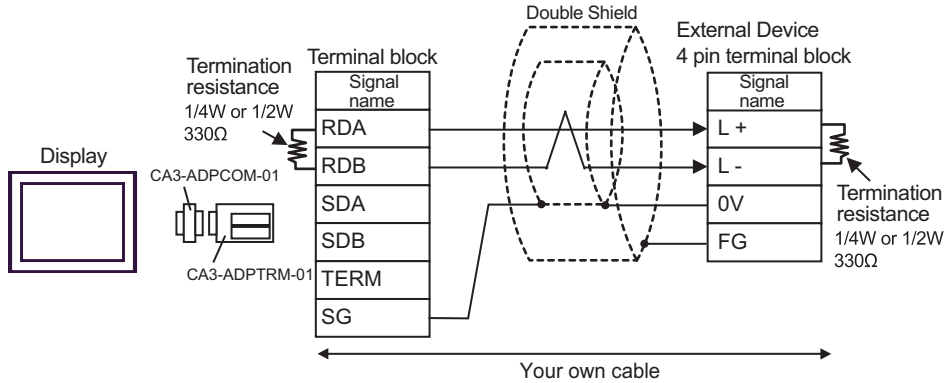 Double Shield
External Device
4 pin terminal block
Terminal block
Termination
resistance
1/4W or 1/2W
330Ω
Signal
name
RDA
RDB
SDA
SDB
TERM
SG
Display
CA3-ADPCOM-01
CA3-ADPTRM-01
Signal
name
L +
L -
0V
FG
Termination
resistance
1/4W or 1/2W
330Ω
Your own cable